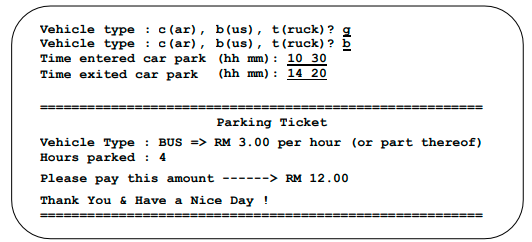 Vehicle type : c(ar), b(us), t(ruck)? g
Vehicle type : c(ar), b(us), t(ruck)? b
Time entered car park (hh mm): 10 30
Time exited car park (hh mm): 14 20
========================================================
Parking Ticket
Vehicle Type : BUS => RM 3.00 per hour (or part thereof)
Hours parked : 4
Please pay this amount ------> RM 12.00
Thank You & Have a Nice Day !
========================================================